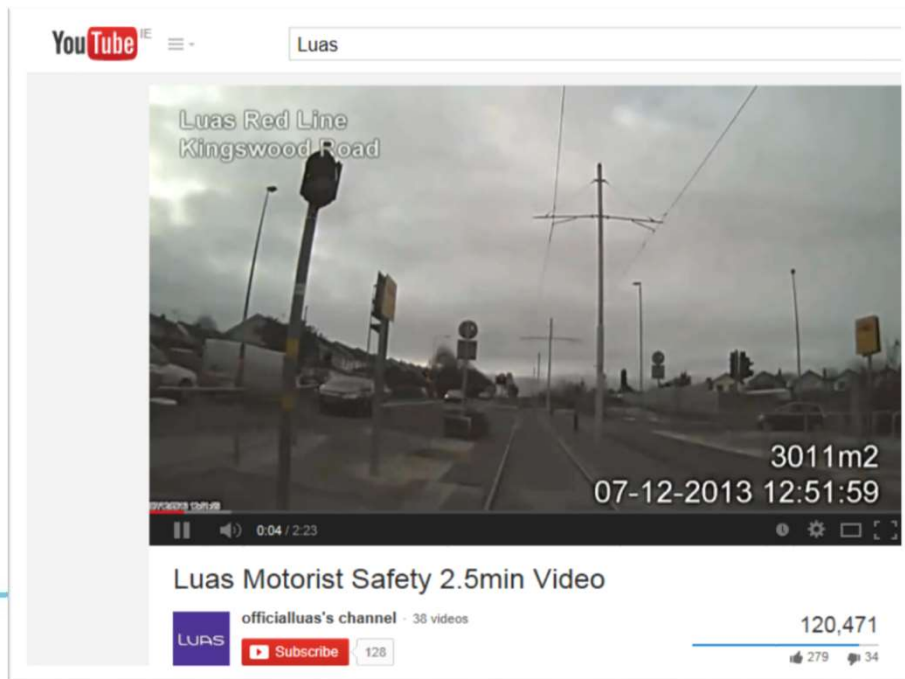 YouTube IE
Luas
Luas Red Line
Kingswood Road
3011m2
07-12-2013 12:51:59
0:04 / 2:23
Luas Motorist Safety 2.5min Video
officialluas's channel · 38 videos
LUAS
Subscribe 128
120,471
279 34